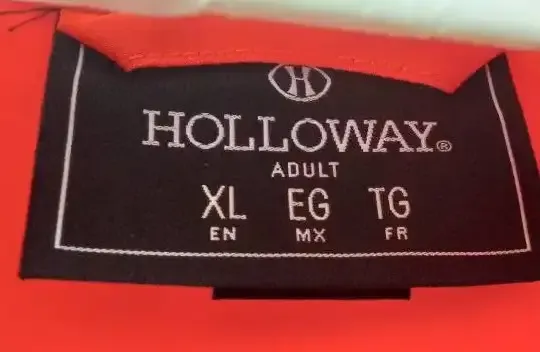 H
HOLLOWAY®
ADULT
XL EG TG
EN MX FR